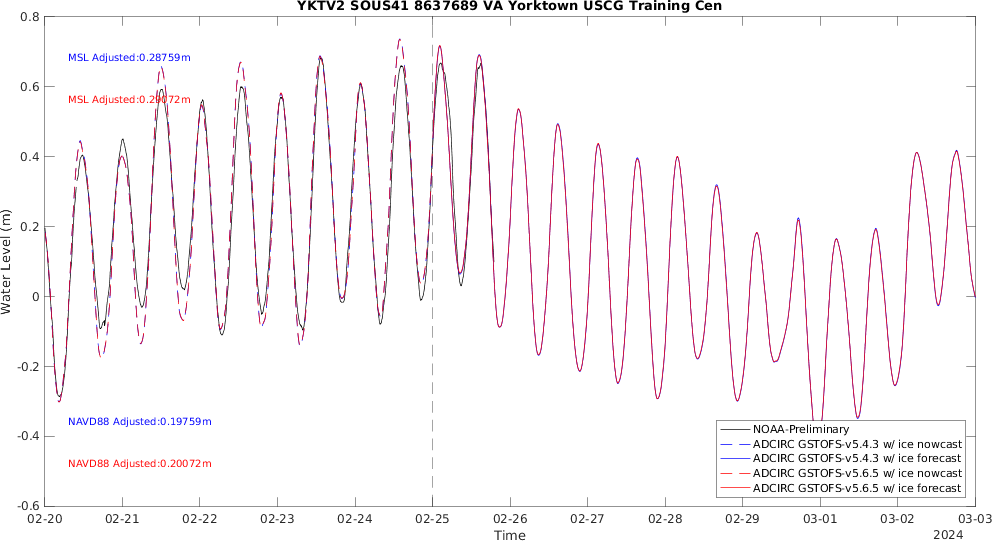 YKTV2 SOUS41 8637689 VA Yorktown USCG Training Cen
0.8
0.6
0.4
0.2
0
-0.2
-0.4
-0.6
Water Level (m)
MSL Adjusted:0.28759m
MSL Adjusted:0.29072m
NAVD88 Adjusted:0.19759m
NAVD88 Adjusted:0.20072m
NOAA-Preliminary
ADCIRC GSTOFS-v5.4.3 w/ ice nowcast
ADCIRC GSTOFS-v5.4.3 w/ ice forecast
ADCIRC GSTOFS-v5.6.5 w/ ice nowcast
ADCIRC GSTOFS-v5.6.5 w/ ice forecast
02-20 02-21 02-22 02-23 02-24 02-25 02-26 02-27 02-28 02-29 03-01 03-02 03-03
Time
2024